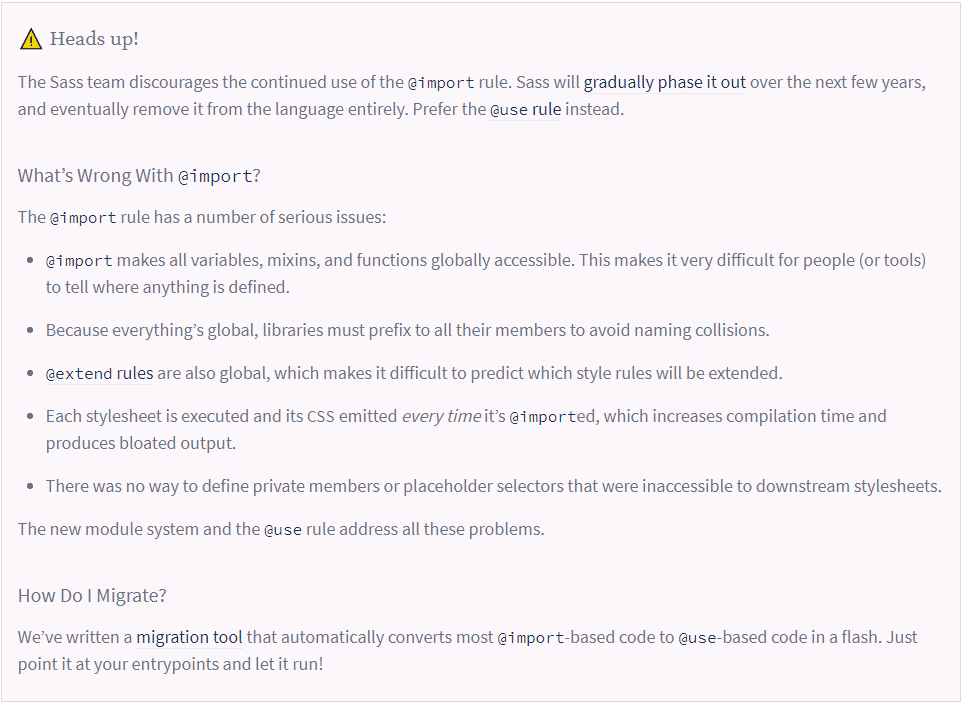 Heads up!
The Sass team discourages the continued use of the @import rule. Sass will gradually phase it out over the next few years,
and eventually remove it from the language entirely. Prefer the @use rule instead.
What’s Wrong With @import?
The @import rule has a number of serious issues:
• @import makes all variables, mixins, and functions globally accessible. This makes it very difficult for people (or tools)
to tell where anything is defined.
• Because everything’s global, libraries must prefix to all their members to avoid naming collisions.
• @extend rules are also global, which makes it difficult to predict which style rules will be extended.
• Each stylesheet is executed and its CSS emitted every time it’s @imported, which increases compilation time and
produces bloated output.
• There was no way to define private members or placeholder selectors that were inaccessible to downstream stylesheets.
The new module system and the @use rule address all these problems.
How Do I Migrate?
We’ve written a migration tool that automatically converts most @import-based code to @use-based code in a flash. Just
point it at your entrypoints and let it run!